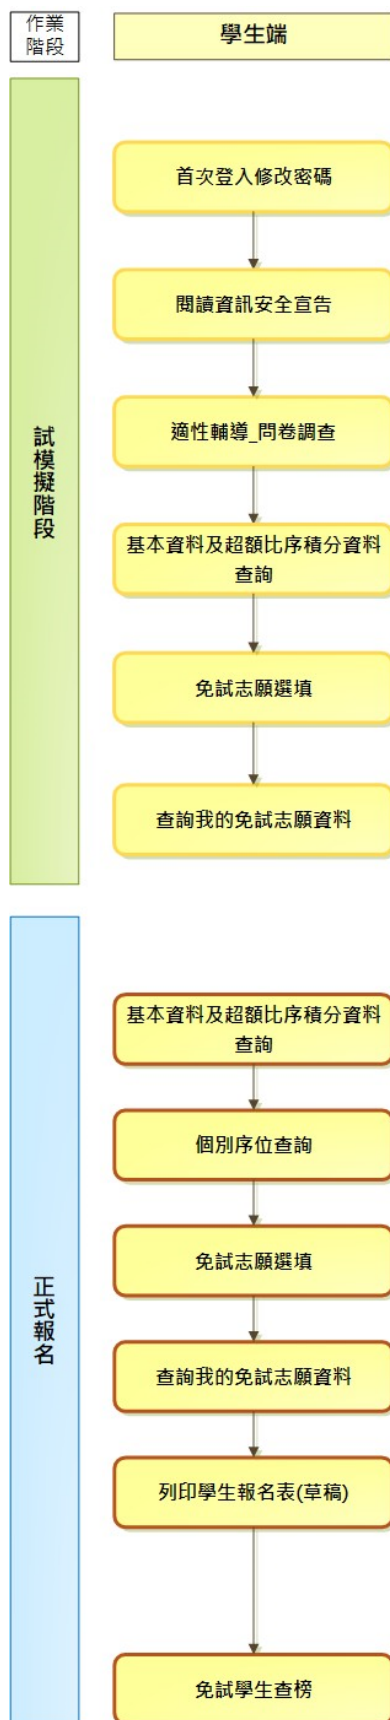 作業
階段
學生端
試模擬階段
首次登入修改密碼
閱讀資訊安全宣告
適性輔導_問卷調查
基本資料及超額比序積分資料
查詢
免試志願選填
查詢我的免試志願資料
正式報名
基本資料及超額比序積分資料
查詢
個別序位查詢
免試志願選填
查詢我的免試志願資料
列印學生報名表(草稿)
免試學生查榜